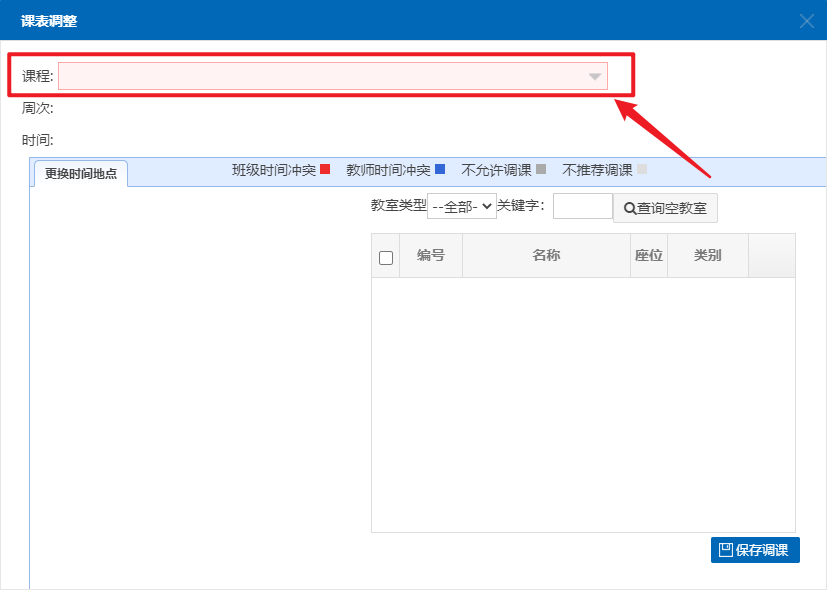 课表调整
课程:
周次:
时间:
更换时间地点 班级时间冲突 教师时间冲突 不允许调课 不推荐调课
教室类型 --全部- 关键字： 查询空教室
编号 名称 座位 类别
保存调课